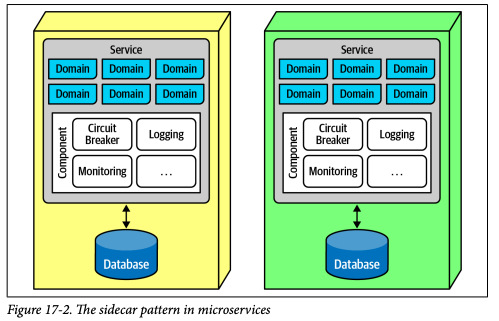 Service
Domain Domain Domain
Domain Domain Domain
Component
Circuit
Breaker
Logging
Monitoring
...
Database
Service
Domain Domain Domain
Domain Domain Domain
Component
Circuit
Breaker
Logging
Monitoring
...
Database
Figure 17-2. The sidecar pattern in microservices